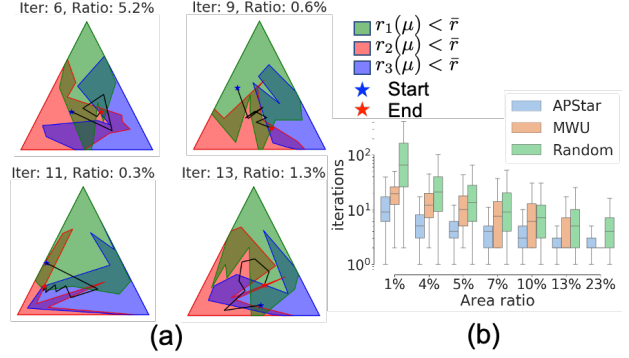 Iter: 6, Ratio: 5.2%
Iter: 9, Ratio: 0.6%
r₁(μ) < r̄
r₂(μ) < r̄
r₃(μ) < r̄
Start
End
Iter: 11, Ratio: 0.3%
Iter: 13, Ratio: 1.3%
(a)
APStar
MWU
Random
iterations
10²
10¹
10⁰
1% 4% 5% 7% 10% 13% 23%
Area ratio
(b)